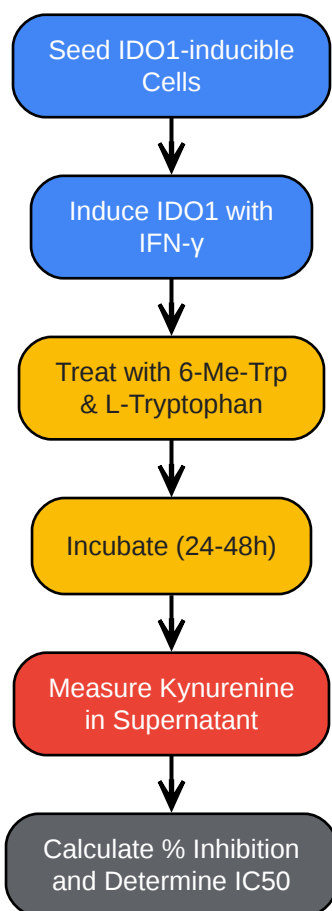 Seed IDO1-inducible
Cells
Induce IDO1 with
IFN-γ
Treat with 6-Me-Trp
& L-Tryptophan
Incubate (24-48h)
Measure Kynurenine
in Supernatant
Calculate % Inhibition
and Determine IC50